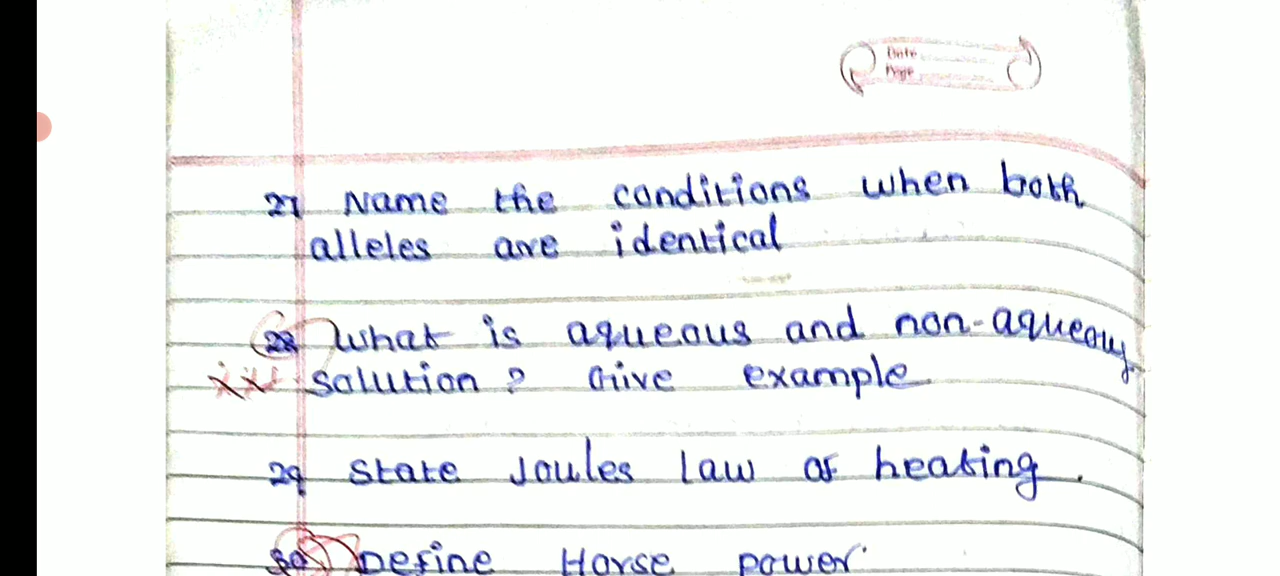 Date
Page
27 Name the conditions when both
alleles are identical
28 What is aqueous and non-aqueous
solution? Give example
29 State Joules law of heating.
30 Define Horse power